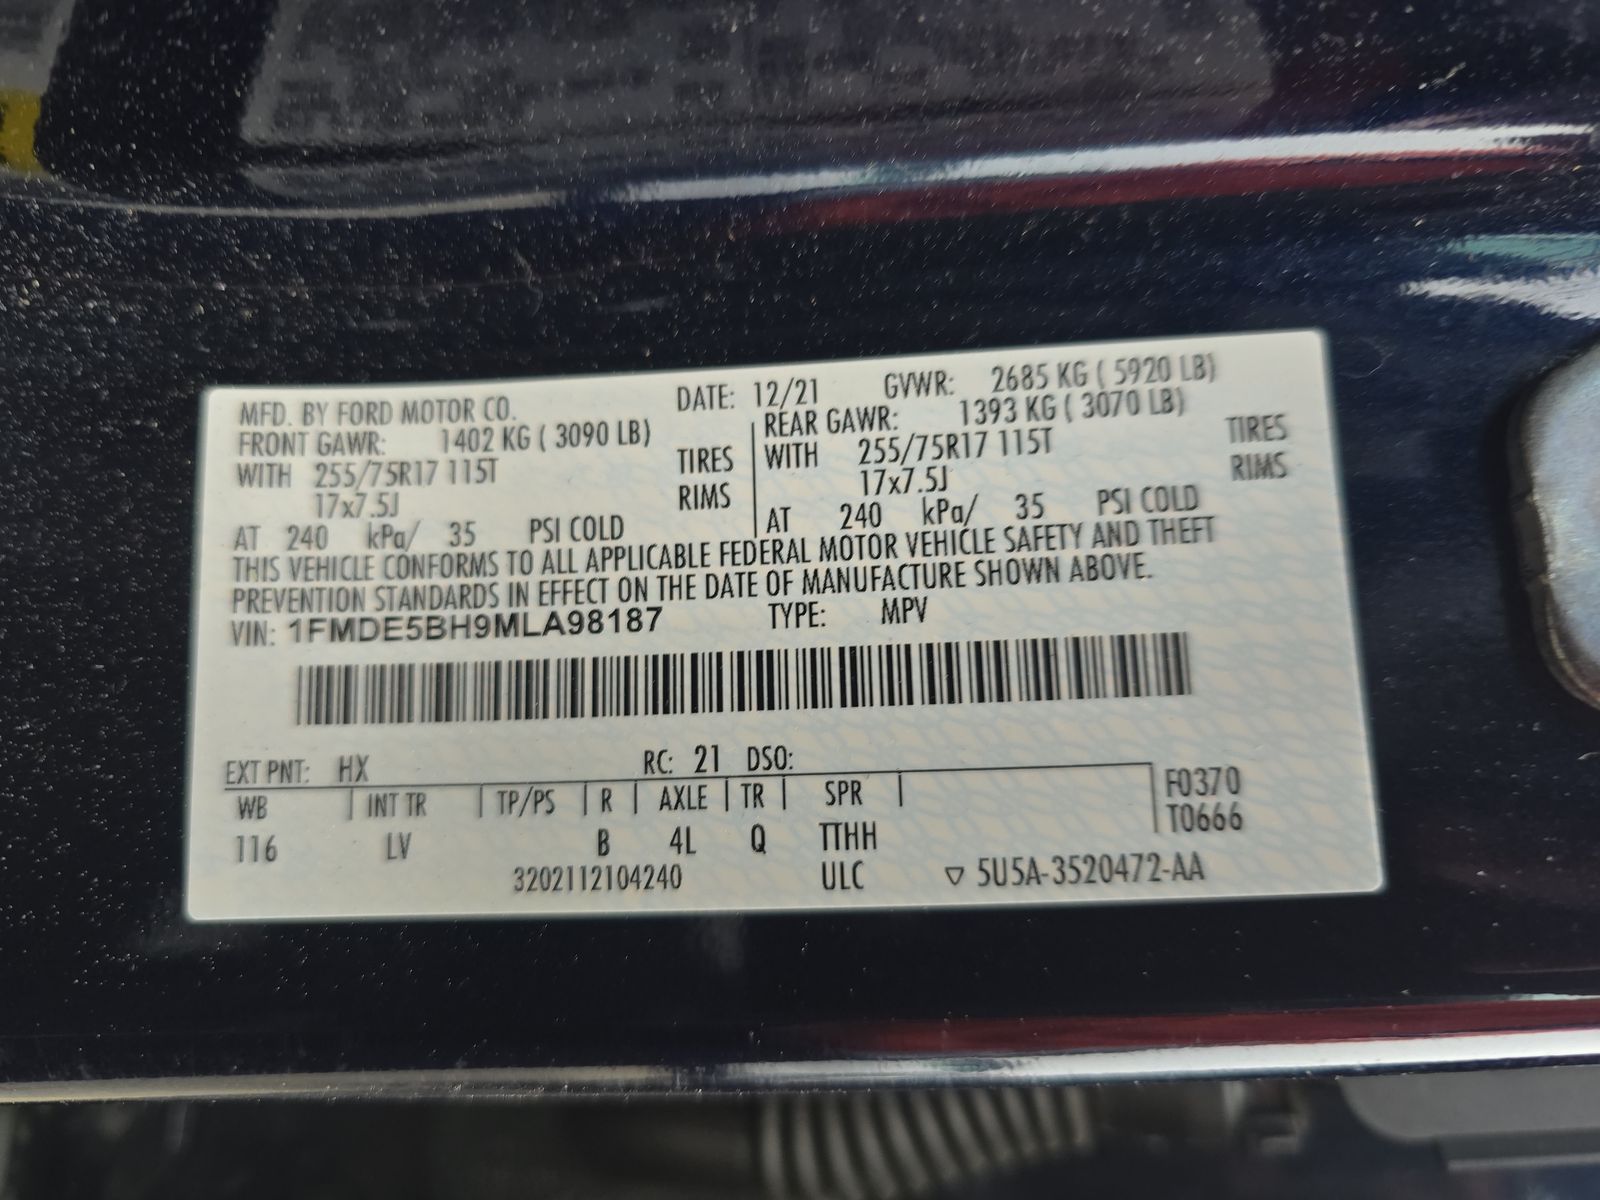 MFD. BY FORD MOTOR CO. DATE: 12/21 GVWR: 2685 KG ( 5920 LB)
FRONT GAWR: 1402 KG ( 3090 LB) REAR GAWR: 1393 KG ( 3070 LB)
WITH 255/75R17 115T TIRES WITH 255/75R17 115T TIRES
17x7.5J RIMS 17x7.5J RIMS
AT 240 kPa/ 35 PSI COLD AT 240 kPa/ 35 PSI COLD
THIS VEHICLE CONFORMS TO ALL APPLICABLE FEDERAL MOTOR VEHICLE SAFETY AND THEFT
PREVENTION STANDARDS IN EFFECT ON THE DATE OF MANUFACTURE SHOWN ABOVE.
VIN: 1FMDE5BH9MLA98187 TYPE: MPV
EXT PNT: HX RC: 21 DSO:
WB INT TR TP/PS R AXLE TR SPR F0370
116 LV B 4L Q TTHH T0666
3202112104240 ULC ▽ 5U5A-3520472-AA